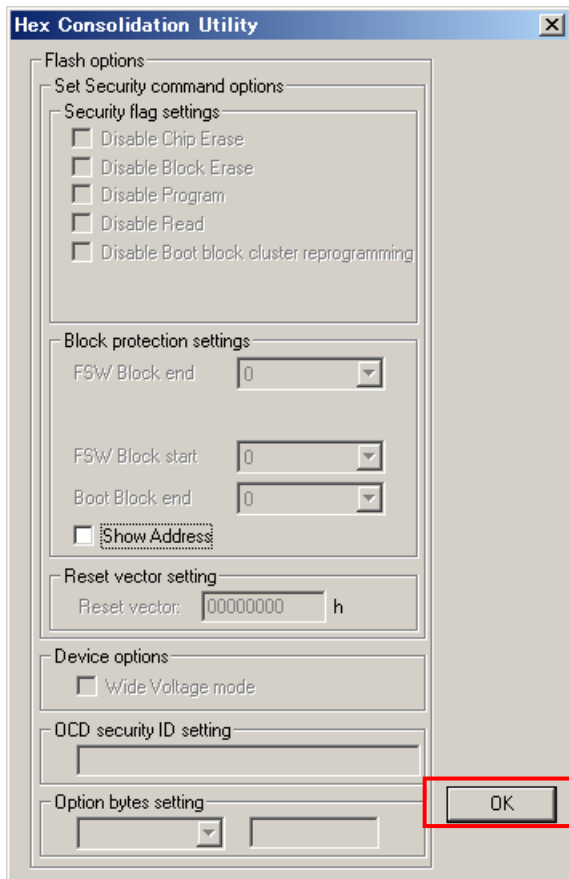 Hex Consolidation Utility
Flash options
Set Security command options
Security flag settings
Disable Chip Erase
Disable Block Erase
Disable Program
Disable Read
Disable Boot block cluster reprogramming
Block protection settings
FSW Block end 0
FSW Block start 0
Boot Block end 0
Show Address
Reset vector setting
Reset vector: 00000000 h
Device options
Wide Voltage mode
OCD security ID setting
OK
Option bytes setting